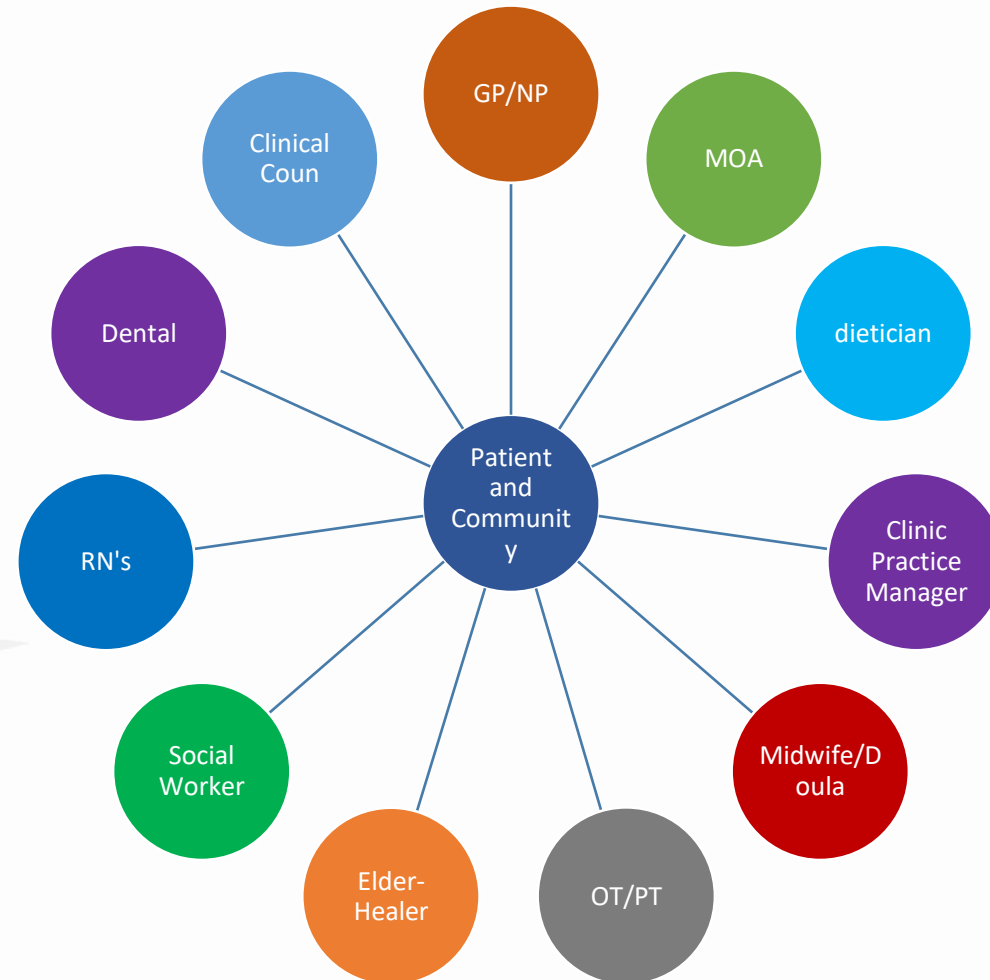 GP/NP
Clinical
Coun
MOA
Dental
dietician
Patient
and
Communit
y
RN's
Clinic
Practice
Manager
Social
Worker
Midwife/D
oula
Elder-
Healer
OT/PT